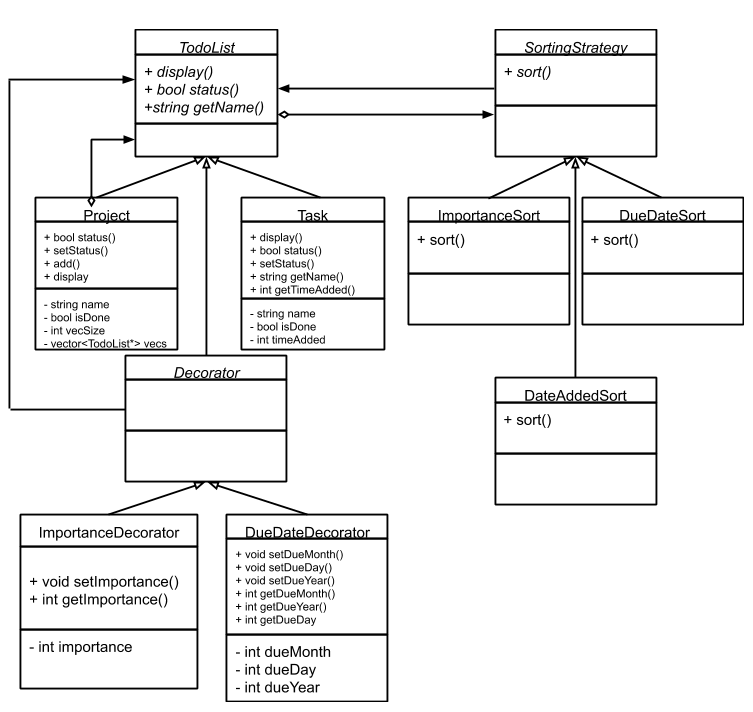 TodoList
+ display()
+ bool status()
+string getName()
SortingStrategy
+ sort()
Project
+ bool status()
+ setStatus()
+ add()
+ display
- string name
- bool isDone
- int vecSize
- vector<TodoList*> vecs
Task
+ display()
+ bool status()
+ setStatus()
+ string getName()
+ int getTimeAdded()
- string name
- bool isDone
- int timeAdded
ImportanceSort
+ sort()
DueDateSort
+ sort()
Decorator
DateAddedSort
+ sort()
ImportanceDecorator
+ void setImportance()
+ int getImportance()
- int importance
DueDateDecorator
+ void setDueMonth()
+ void setDueDay()
+ void setDueYear()
+ int getDueMonth()
+ int getDueYear()
+ int getDueDay
- int dueMonth
- int dueDay
- int dueYear